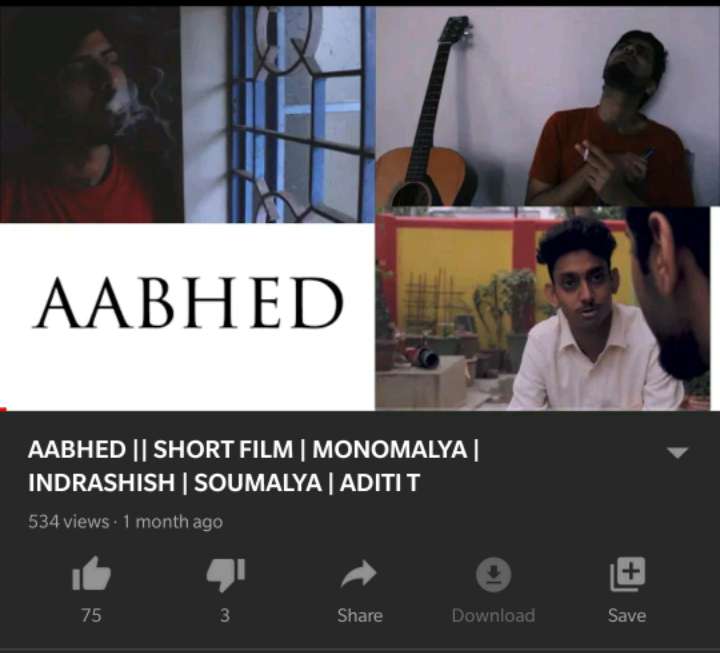 AABHED
AABHED || SHORT FILM | MONOMALYA |
INDRASHISH | SOUMALYA | ADITI T
534 views · 1 month ago
75
3
Share
Download
Save